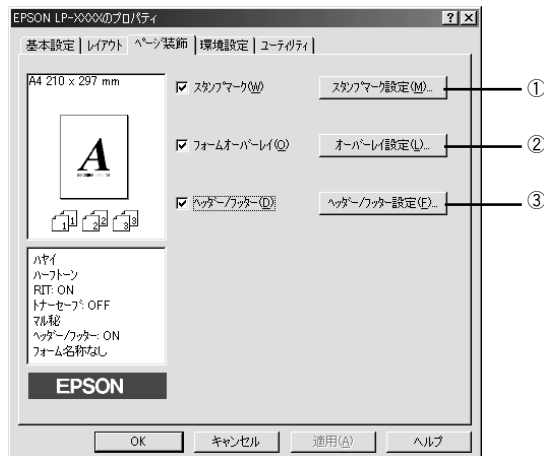 EPSON LP-XXXXのプロパティ
基本設定 レイアウト ページ装飾 環境設定 ユーティリティ
A4 210 x 297 mm
A
1 1 2 2 3 3
スタンプマーク(W)
スタンプマーク設定(M)...
①
フォームオーバーレイ(O)
オーバーレイ設定(L)...
②
ヘッダー/フッター(D)
ヘッダー/フッター設定(F)...
③
ハヤイ
ハーフトーン
RIT: ON
トナーセーブ: OFF
マル秘
ヘッダー/フッター: ON
フォーム名称なし
EPSON
OK キャンセル 適用(A) ヘルプ